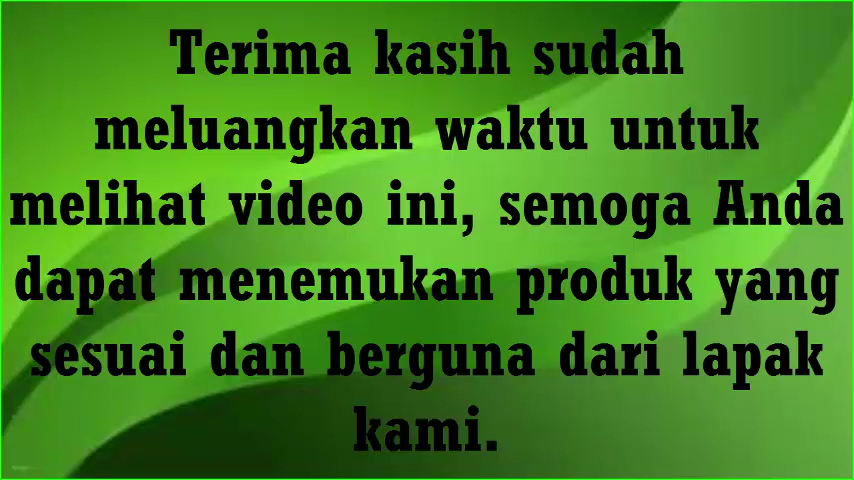 Terima kasih sudah
meluangkan waktu untuk
melihat video ini, semoga Anda
dapat menemukan produk yang
sesuai dan berguna dari lapak
kami.